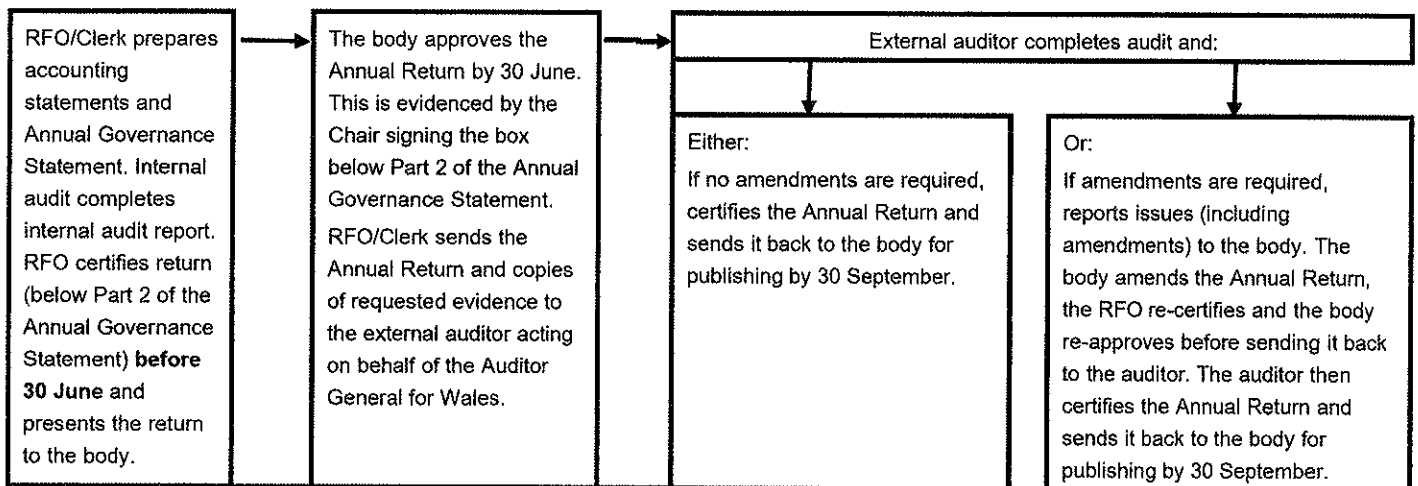 RFO/Clerk prepares
accounting
statements and
Annual Governance
Statement. Internal
audit completes
internal audit report.
RFO certifies return
(below Part 2 of the
Annual Governance
Statement) before
30 June and
presents the return
to the body.
The body approves the
Annual Return by 30 June.
This is evidenced by the
Chair signing the box
below Part 2 of the Annual
Governance Statement.
RFO/Clerk sends the
Annual Return and copies
of requested evidence to
the external auditor acting
on behalf of the Auditor
General for Wales.
External auditor completes audit and:
Either:
If no amendments are required,
certifies the Annual Return and
sends it back to the body for
publishing by 30 September.
Or:
If amendments are required,
reports issues (including
amendments) to the body. The
body amends the Annual Return,
the RFO re-certifies and the body
re-approves before sending it back
to the auditor. The auditor then
certifies the Annual Return and
sends it back to the body for
publishing by 30 September.